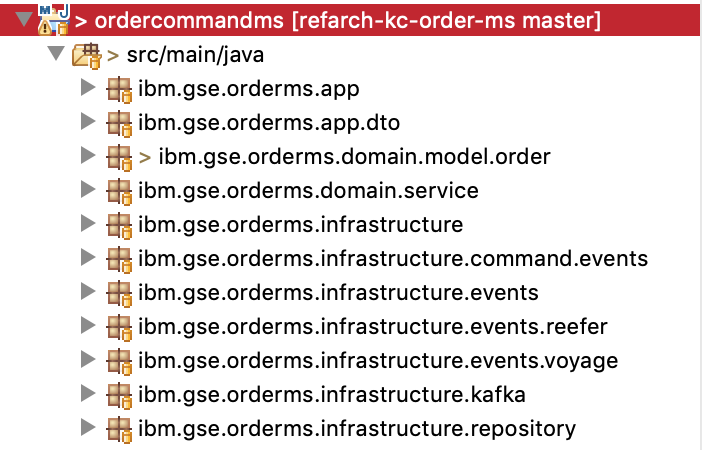 > ordercommandms [refarch-kc-order-ms master]
> src/main/java
ibm.gse.orderms.app
ibm.gse.orderms.app.dto
> ibm.gse.orderms.domain.model.order
ibm.gse.orderms.domain.service
ibm.gse.orderms.infrastructure
ibm.gse.orderms.infrastructure.command.events
ibm.gse.orderms.infrastructure.events
ibm.gse.orderms.infrastructure.events.reefer
ibm.gse.orderms.infrastructure.events.voyage
ibm.gse.orderms.infrastructure.kafka
ibm.gse.orderms.infrastructure.repository